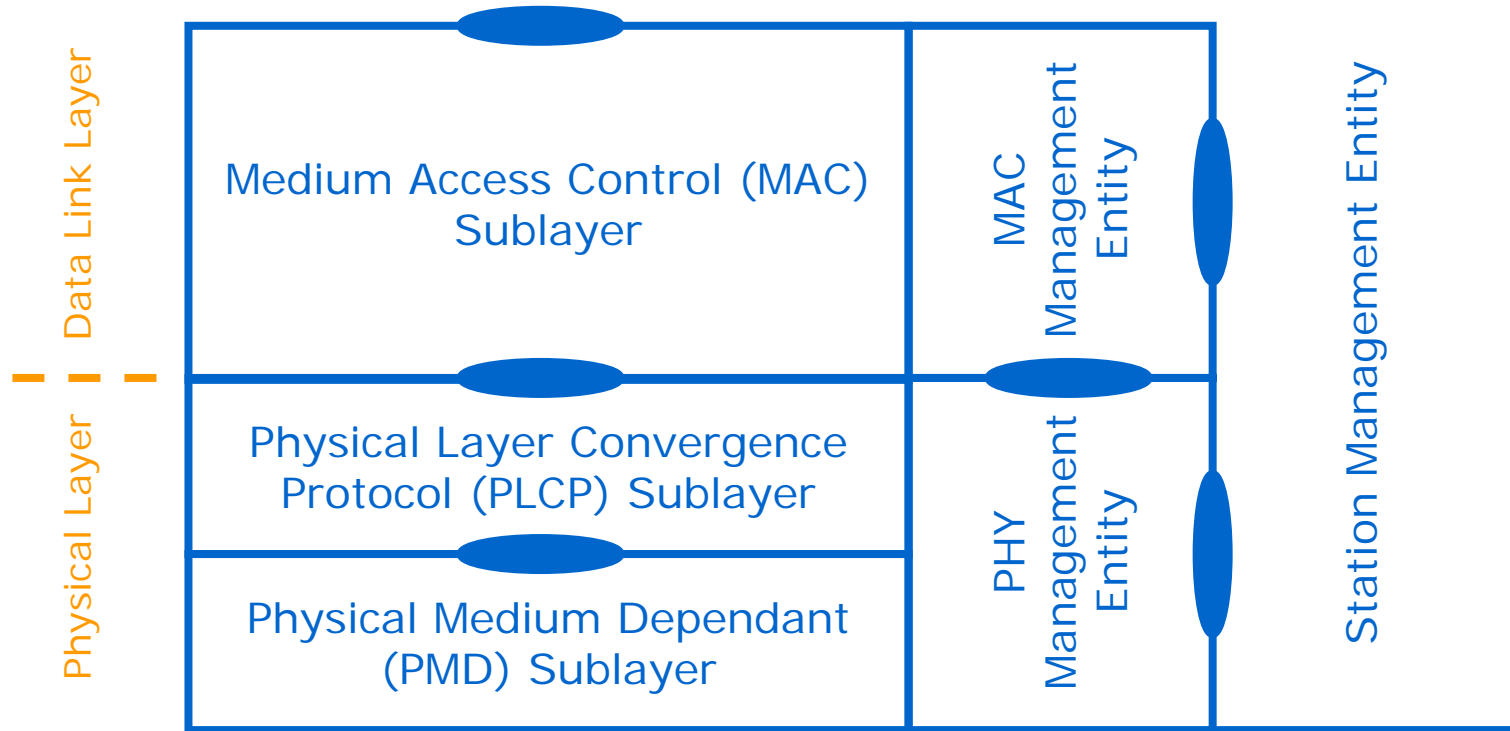 Data Link Layer
Physical Layer
Medium Access Control (MAC)
Sublayer
Physical Layer Convergence
Protocol (PLCP) Sublayer
Physical Medium Dependant
(PMD) Sublayer
MAC
Management
Entity
PHY
Management
Entity
Station Management Entity